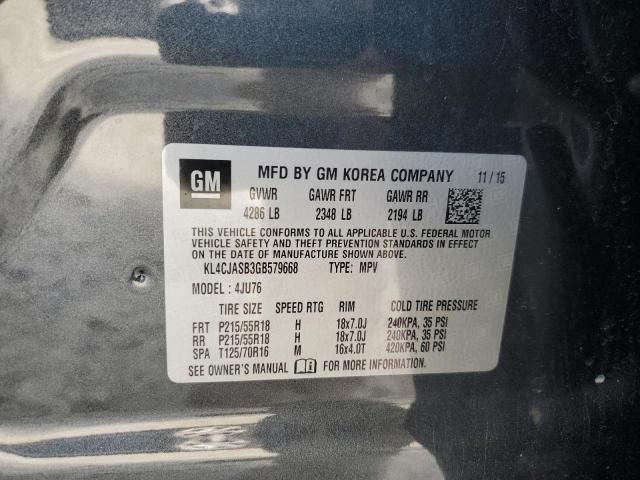 GM MFD BY GM KOREA COMPANY 11/15
GVWR GAWR FRT GAWR RR
4286 LB 2348 LB 2194 LB
THIS VEHICLE CONFORMS TO ALL APPLICABLE U.S. FEDERAL MOTOR
VEHICLE SAFETY AND THEFT PREVENTION STANDARDS IN EFFECT
ON THE DATE OF MANUFACTURE SHOWN ABOVE.
KL4CJASB3GB579668 TYPE: MPV
MODEL : 4JU76
TIRE SIZE SPEED RTG RIM COLD TIRE PRESSURE
FRT P215/55R18 H 18x7.0J 240KPA, 35 PSI
RR P215/55R18 H 18x7.0J 240KPA, 35 PSI
SPA T125/70R16 M 16x4.0T 420KPA, 60 PSI
SEE OWNER'S MANUAL FOR MORE INFORMATION.